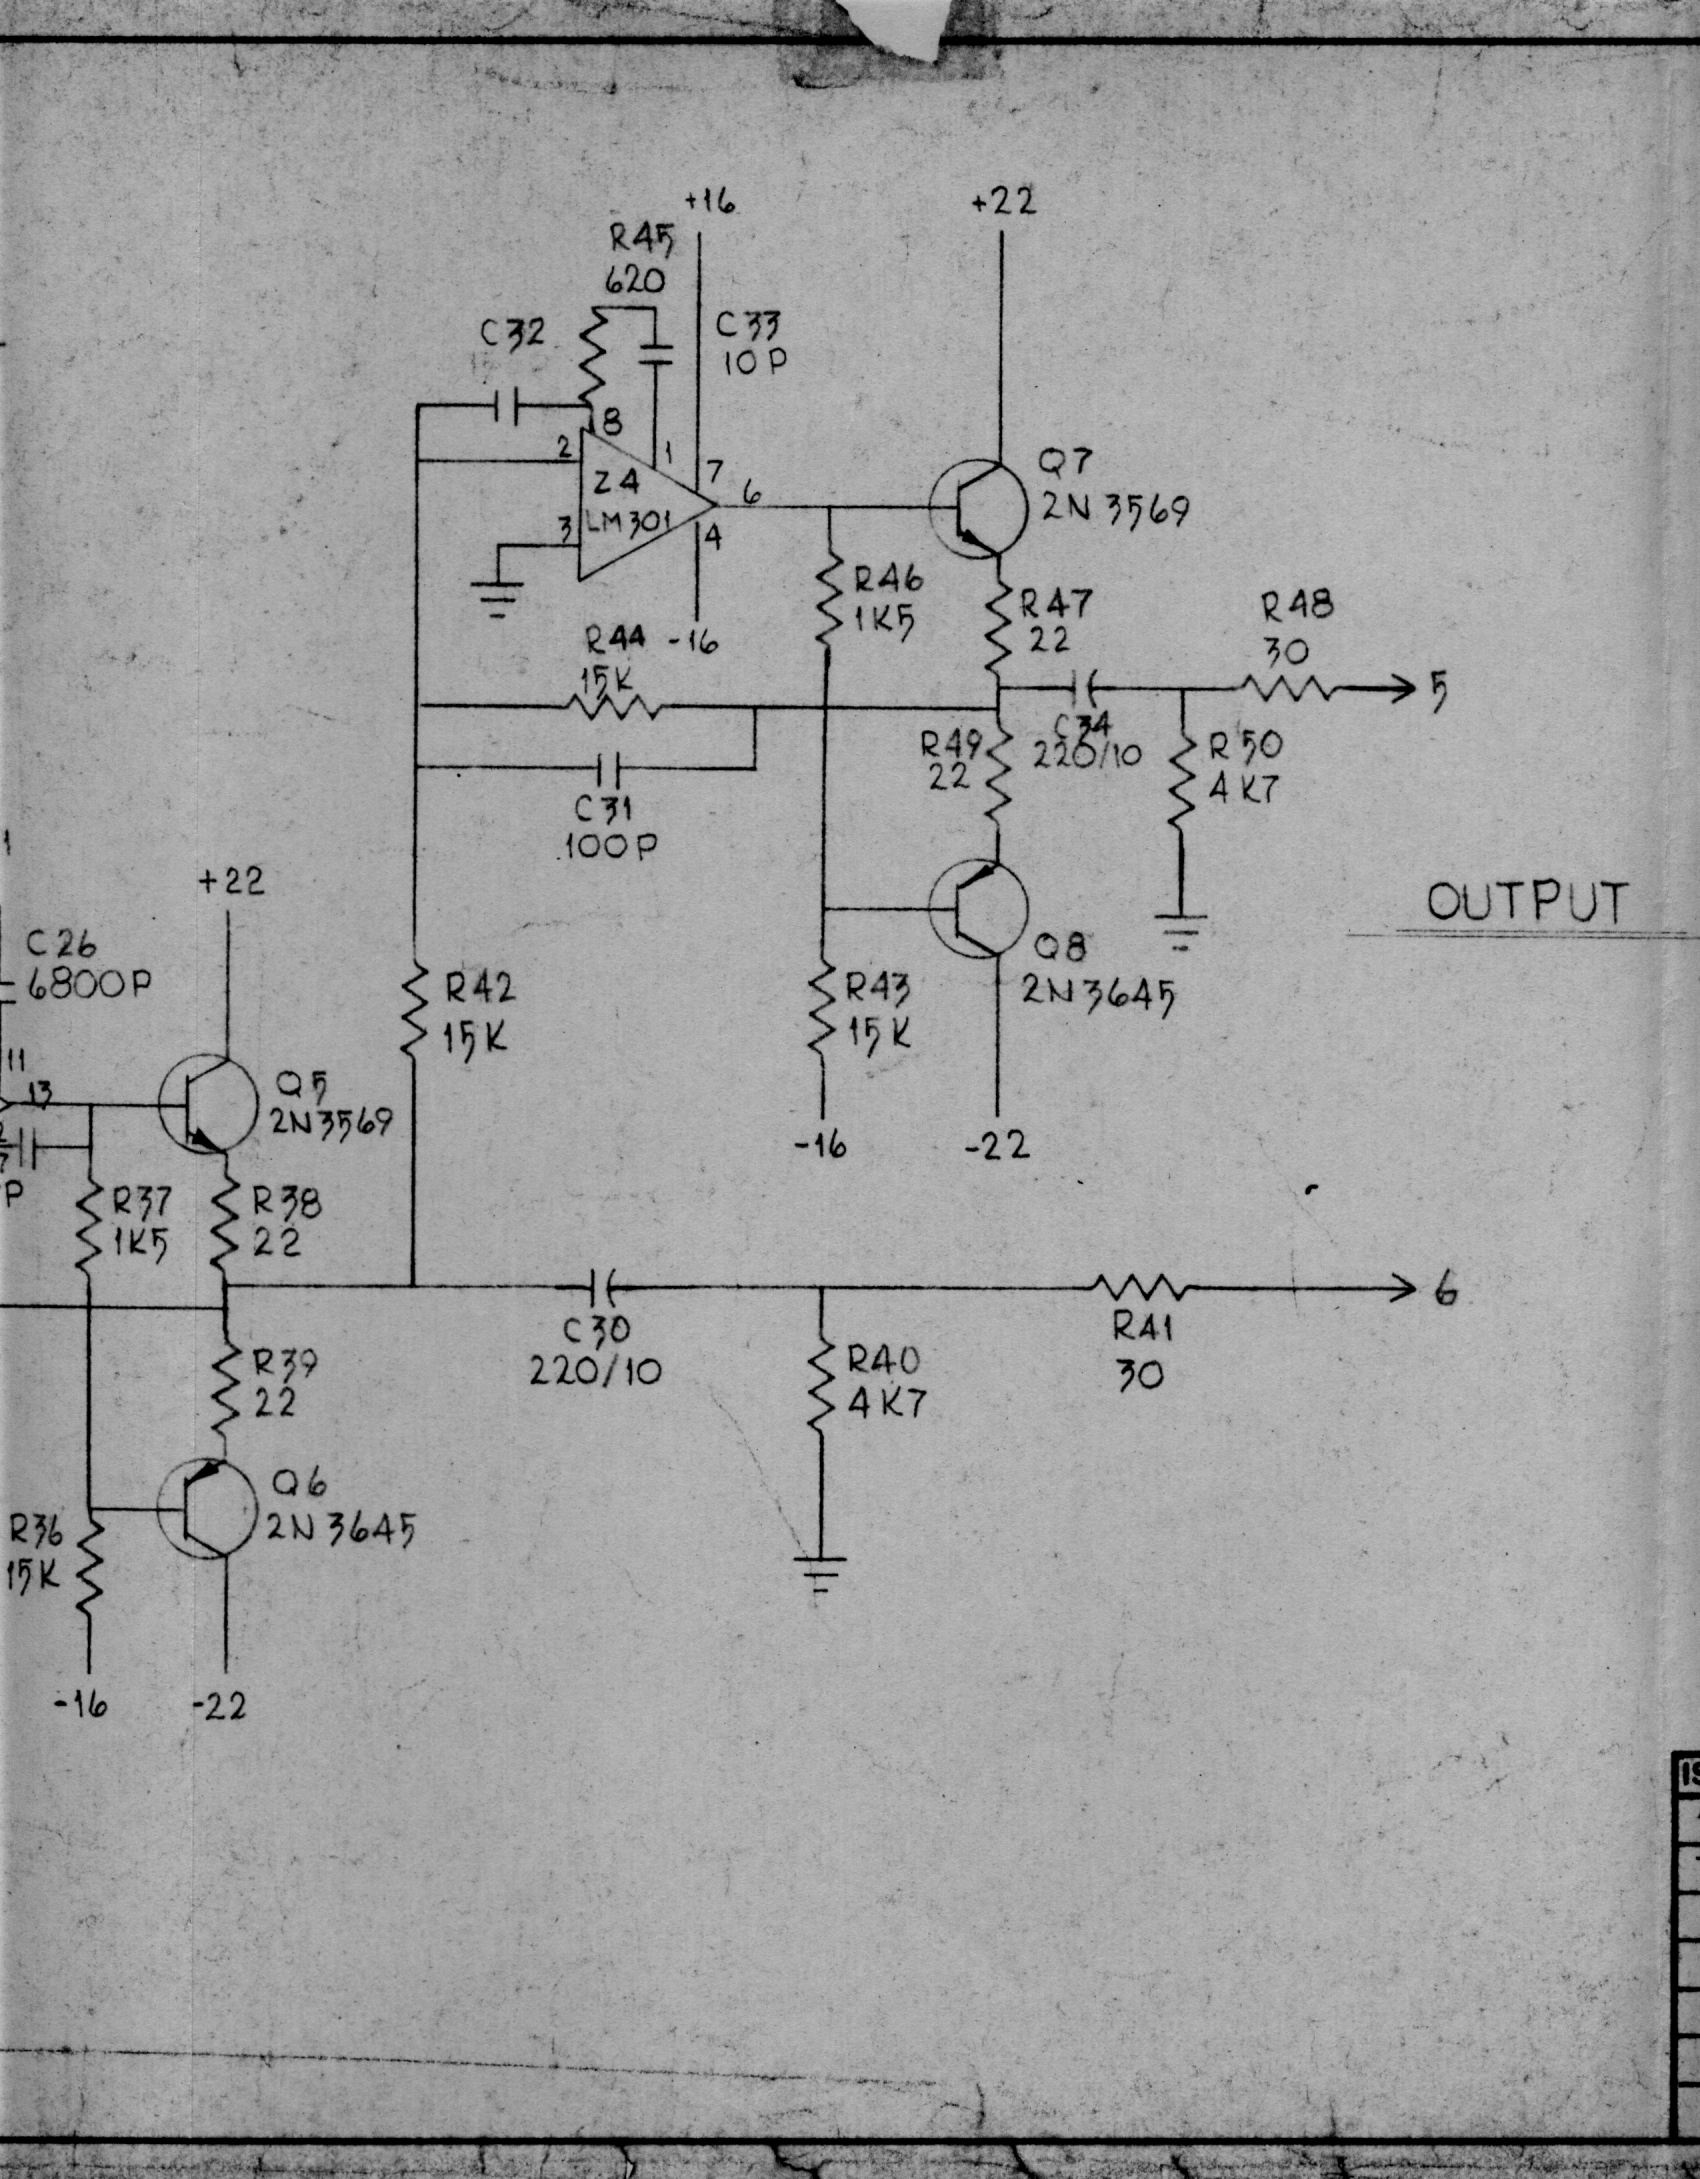 +16
+22
R45
620
C32
C33
10P
8
2
1
7
6
Z4
LM301
3
4
Q7
2N3569
R46
1K5
R47
22
R48
30
R44
-16
15K
5
C34
220/10
R49
22
R50
4K7
C31
100P
OUTPUT
+22
C26
6800P
Q8
2N3645
R42
15K
R43
15K
11
13
Q5
2N3569
-16
-22
P
R37
1K5
R38
22
6
C30
220/10
R41
30
R39
22
R40
4K7
Q6
2N3645
R36
15K
-16
-22